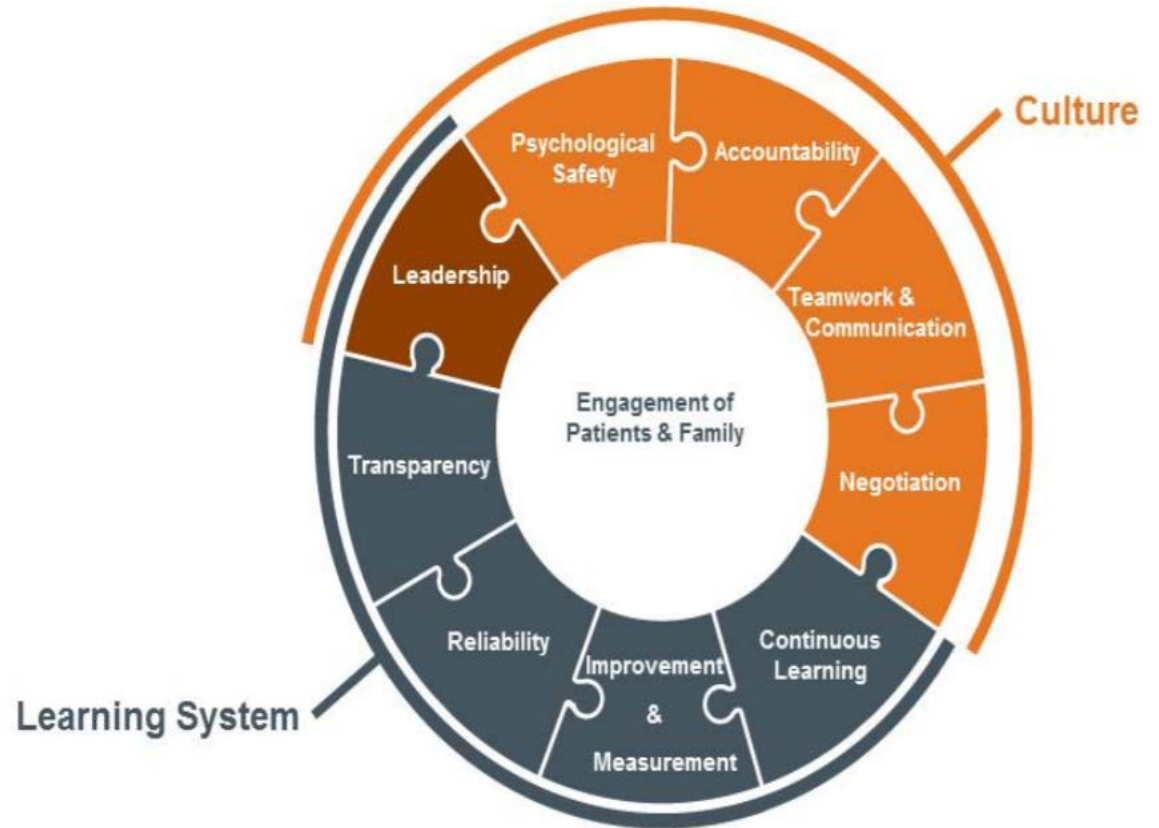 Culture
Psychological
Safety
Accountability
Leadership
Teamwork &
Communication
Engagement of
Patients & Family
Transparency
Negotiation
Reliability
Improvement
&
Measurement
Continuous
Learning
Learning System